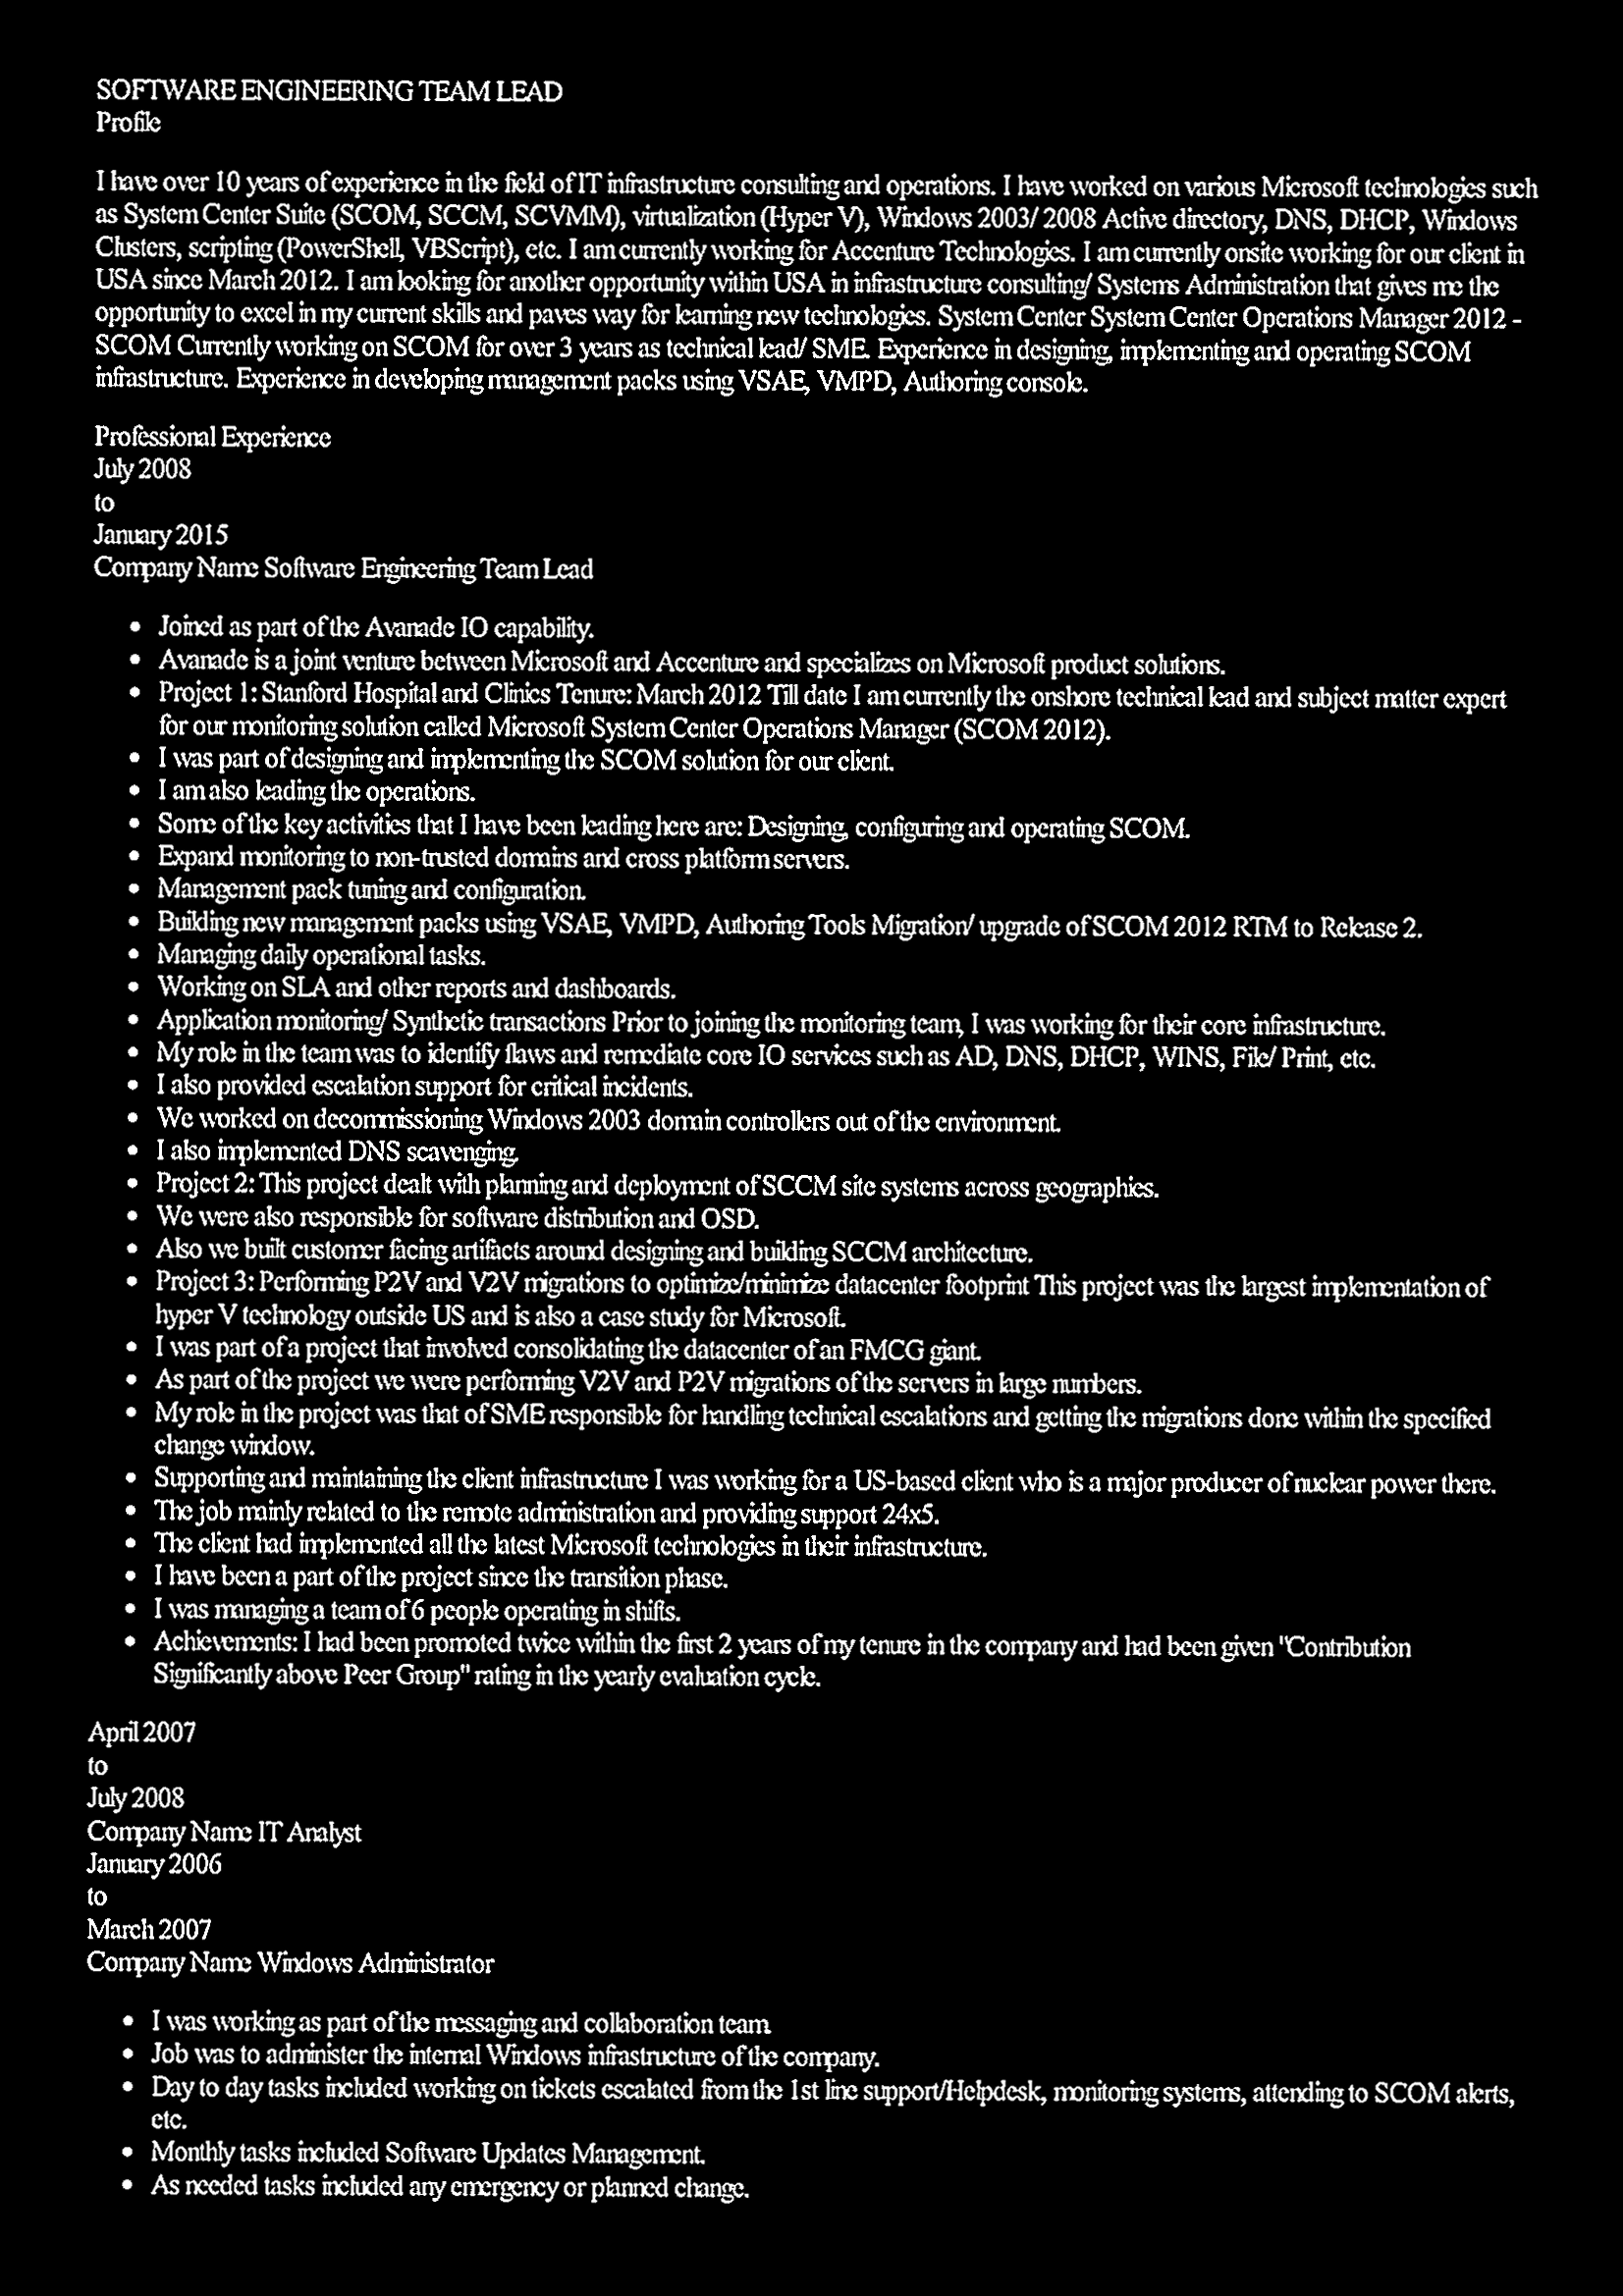 SOFTWARE ENGINEERING TEAM LEAD
Profile
I have over 10 years of experience in the field of IT infrastructure consulting and operations. I have worked on various Microsoft technologies such
as System Center Suite (SCOM, SCCM, SCVMM), virtualization (Hyper V), Windows 2003/ 2008 Active directory, DNS, DHCP, Windows
Clusters, scripting (PowerShell, VBScript), etc. I am currently working for Accenture Technologies. I am currently onsite working for our client in
USA since March 2012. I am looking for another opportunity within USA in infrastructure consulting/ Systems Administration that gives me the
opportunity to excel in my current skills and paves way for learning new technologies. System Center System Center Operations Manager 2012 -
SCOM Currently working on SCOM for over 3 years as technical lead/ SME. Experience in designing, implementing and operating SCOM
infrastructure. Experience in developing management packs using VSAE, VMPD, Authoring console.
Professional Experience
July 2008
to
January 2015
Company Name Software Engineering Team Lead
• Joined as part of the Avanade IO capability.
• Avanade is a joint venture between Microsoft and Accenture and specializes on Microsoft product solutions.
• Project 1: Stanford Hospital and Clinics Tenure: March 2012 Till date I am currently the onshore technical lead and subject matter expert
for our monitoring solution called Microsoft System Center Operations Manager (SCOM 2012).
• I was part of designing and implementing the SCOM solution for our client.
• I am also leading the operations.
• Some of the key activities that I have been leading here are: Designing, configuring and operating SCOM.
• Expand monitoring to non-trusted domains and cross platform servers.
• Management pack tuning and configuration.
• Building new management packs using VSAE, VMPD, Authoring Tools Migration/ upgrade of SCOM 2012 RTM to Release 2.
• Managing daily operational tasks.
• Working on SLA and other reports and dashboards.
• Application monitoring/ Synthetic transactions Prior to joining the monitoring team, I was working for their core infrastructure.
• My role in the team was to identify flaws and remediate core IO services such as AD, DNS, DHCP, WINS, File/ Print, etc.
• I also provided escalation support for critical incidents.
• We worked on decommissioning Windows 2003 domain controllers out of the environment.
• I also implemented DNS scavenging.
• Project 2: This project dealt with planning and deployment of SCCM site systems across geographies.
• We were also responsible for software distribution and OSD.
• Also we built customer facing artifacts around designing and building SCCM architecture.
• Project 3: Performing P2V and V2V migrations to optimize/minimize datacenter footprint This project was the largest implementation of
hyper V technology outside US and is also a case study for Microsoft.
• I was part of a project that involved consolidating the datacenter of an FMCG giant.
• As part of the project we were performing V2V and P2V migrations of the servers in large numbers.
• My role in the project was that of SME responsible for handling technical escalations and getting the migrations done within the specified
change window.
• Supporting and maintaining the client infrastructure I was working for a US-based client who is a major producer of nuclear power there.
• The job mainly related to the remote administration and providing support 24x5.
• The client had implemented all the latest Microsoft technologies in their infrastructure.
• I have been a part of the project since the transition phase.
• I was managing a team of 6 people operating in shifts.
• Achievements: I had been promoted twice within the first 2 years of my tenure in the company and had been given "Contribution
Significantly above Peer Group" rating in the yearly evaluation cycle.
April 2007
to
July 2008
Company Name IT Analyst
January 2006
to
March 2007
Company Name Windows Administrator
• I was working as part of the messaging and collaboration team.
• Job was to administer the internal Windows infrastructure of the company.
• Day to day tasks included working on tickets escalated from the 1st line support/Helpdesk, monitoring systems, attending to SCOM alerts,
etc.
• Monthly tasks included Software Updates Management.
• As needed tasks included any emergency or planned change.